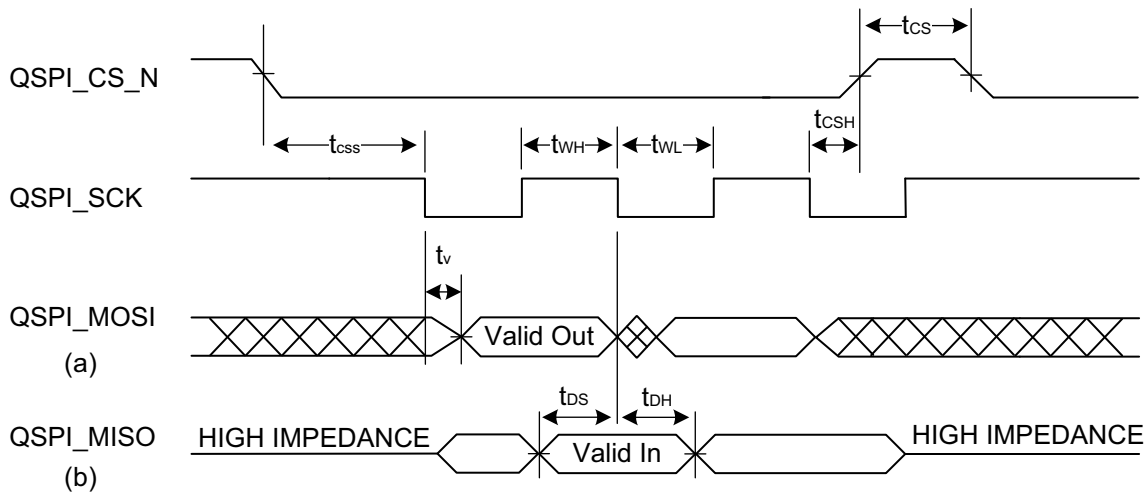 tCS
QSPI_CS_N
tCSH
tcss
tWH
tWL
QSPI_SCK
tv
QSPI_MOSI
Valid Out
(a)
tDS
tDH
QSPI_MISO
HIGH IMPEDANCE
Valid In
HIGH IMPEDANCE
(b)